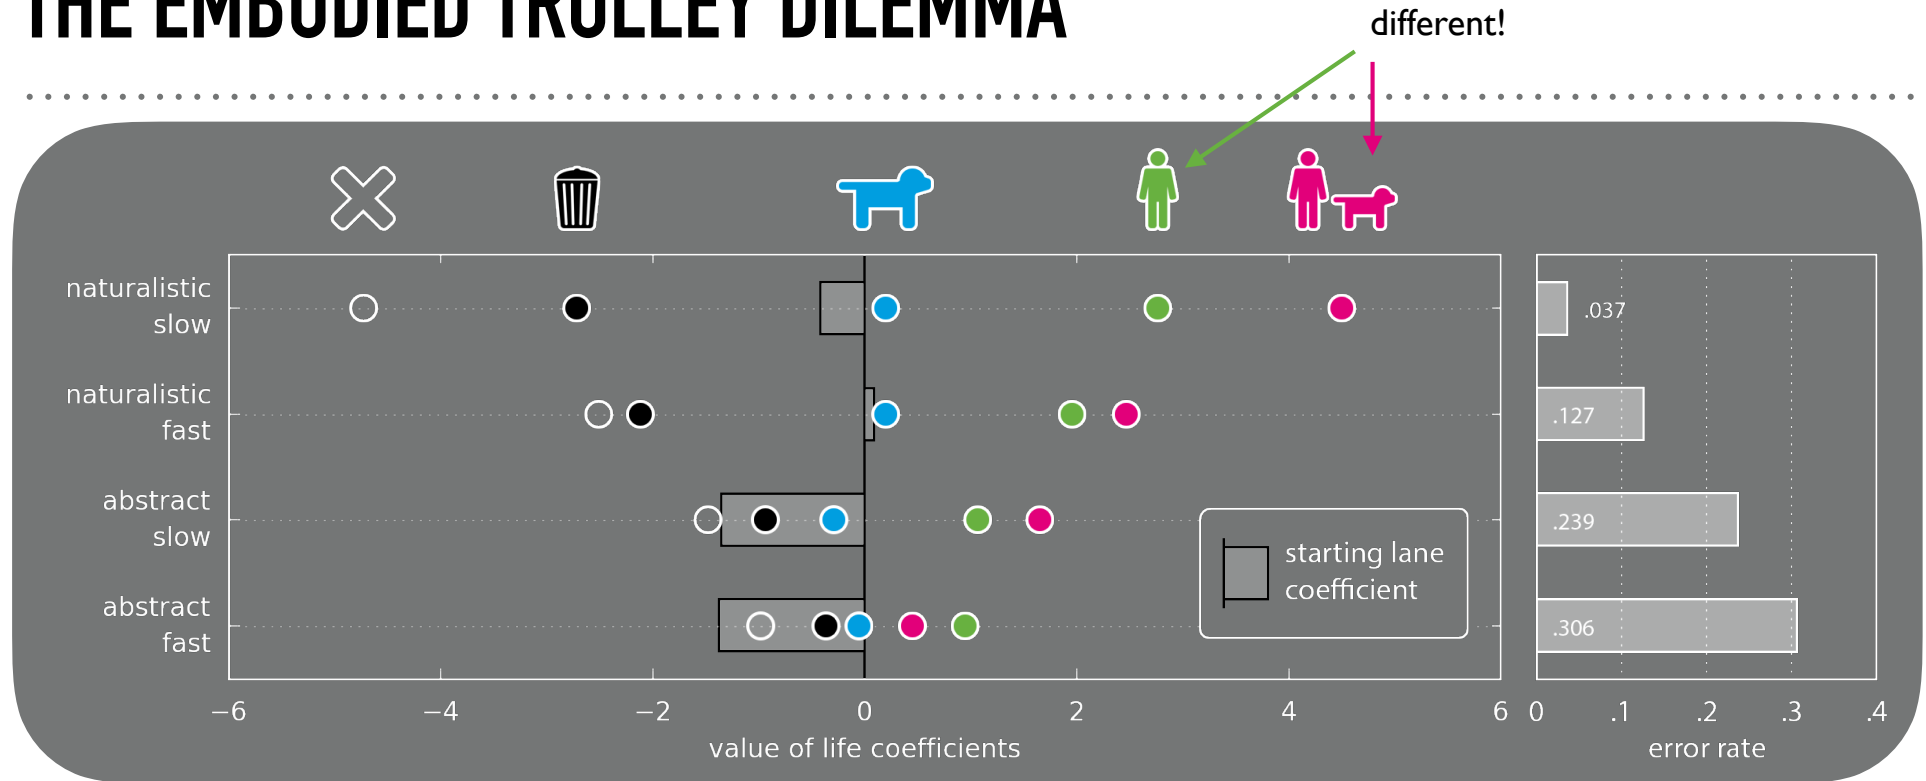 THE EMBODIED TROLLEY DILEMMA
different!
naturalistic
slow
.037
naturalistic
fast
.127
abstract
slow
.239
starting lane
coefficient
abstract
fast
.306
−6 −4 −2 0 2 4 6 0 .1 .2 .3 .4
value of life coefficients error rate